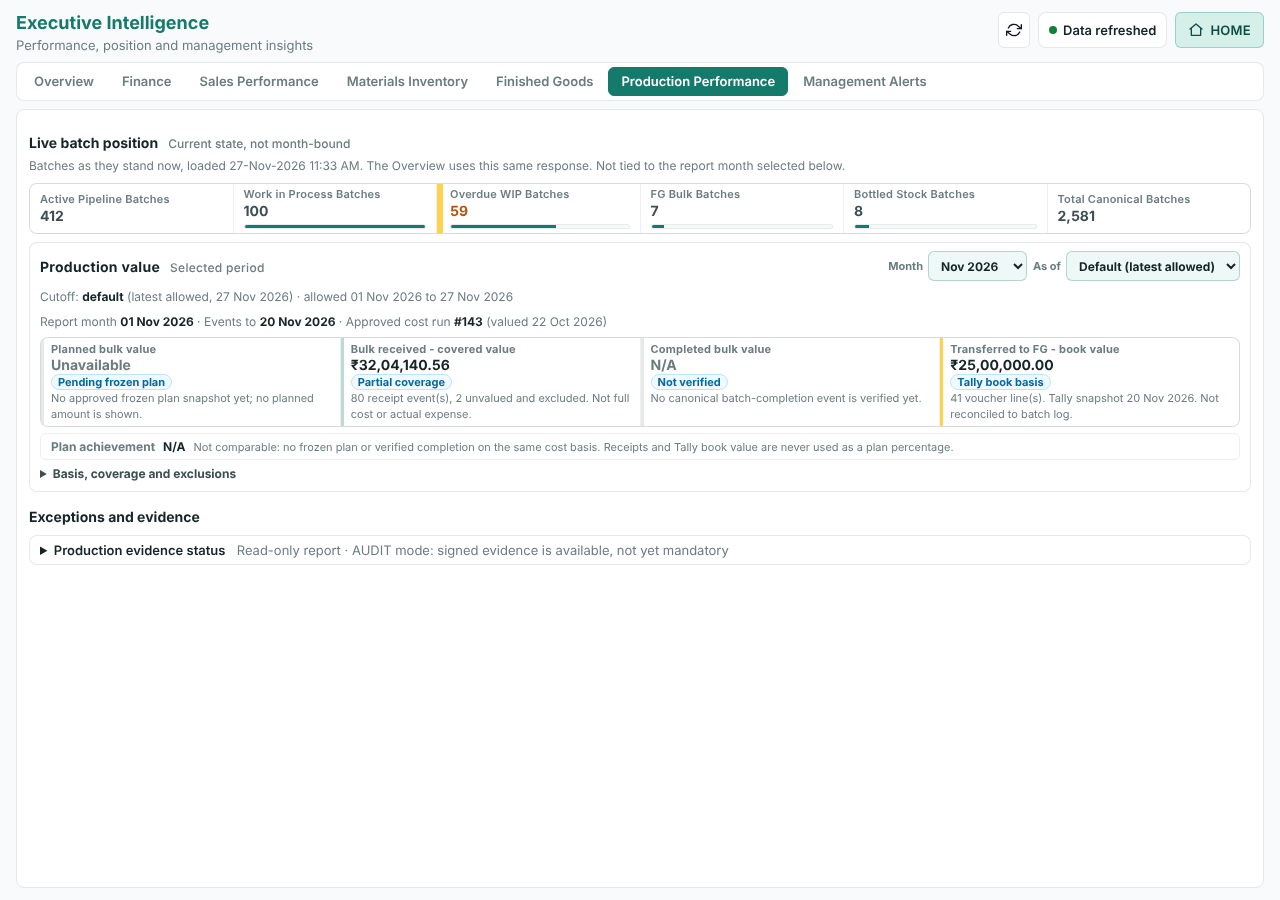 Executive Intelligence
Performance, position and management insights
Data refreshed
HOME
Overview Finance Sales Performance Materials Inventory Finished Goods Production Performance Management Alerts
Live batch position Current state, not month-bound
Batches as they stand now, loaded 27-Nov-2026 11:33 AM. The Overview uses this same response. Not tied to the report month selected below.
Active Pipeline Batches
412
Work in Process Batches
100
Overdue WIP Batches
59
FG Bulk Batches
7
Bottled Stock Batches
8
Total Canonical Batches
2,581
Production value Selected period
Month Nov 2026 As of Default (latest allowed)
Cutoff: default (latest allowed, 27 Nov 2026) · allowed 01 Nov 2026 to 27 Nov 2026
Report month 01 Nov 2026 · Events to 20 Nov 2026 · Approved cost run #143 (valued 22 Oct 2026)
Planned bulk value
Unavailable
Pending frozen plan
No approved frozen plan snapshot yet; no planned
amount is shown.
Bulk received - covered value
₹32,04,140.56
Partial coverage
80 receipt event(s), 2 unvalued and excluded. Not full
cost or actual expense.
Completed bulk value
N/A
Not verified
No canonical batch-completion event is verified yet.
Transferred to FG - book value
₹25,00,000.00
Tally book basis
41 voucher line(s). Tally snapshot 20 Nov 2026. Not
reconciled to batch log.
Plan achievement N/A Not comparable: no frozen plan or verified completion on the same cost basis. Receipts and Tally book value are never used as a plan percentage.
Basis, coverage and exclusions
Exceptions and evidence
Production evidence status Read-only report · AUDIT mode: signed evidence is available, not yet mandatory